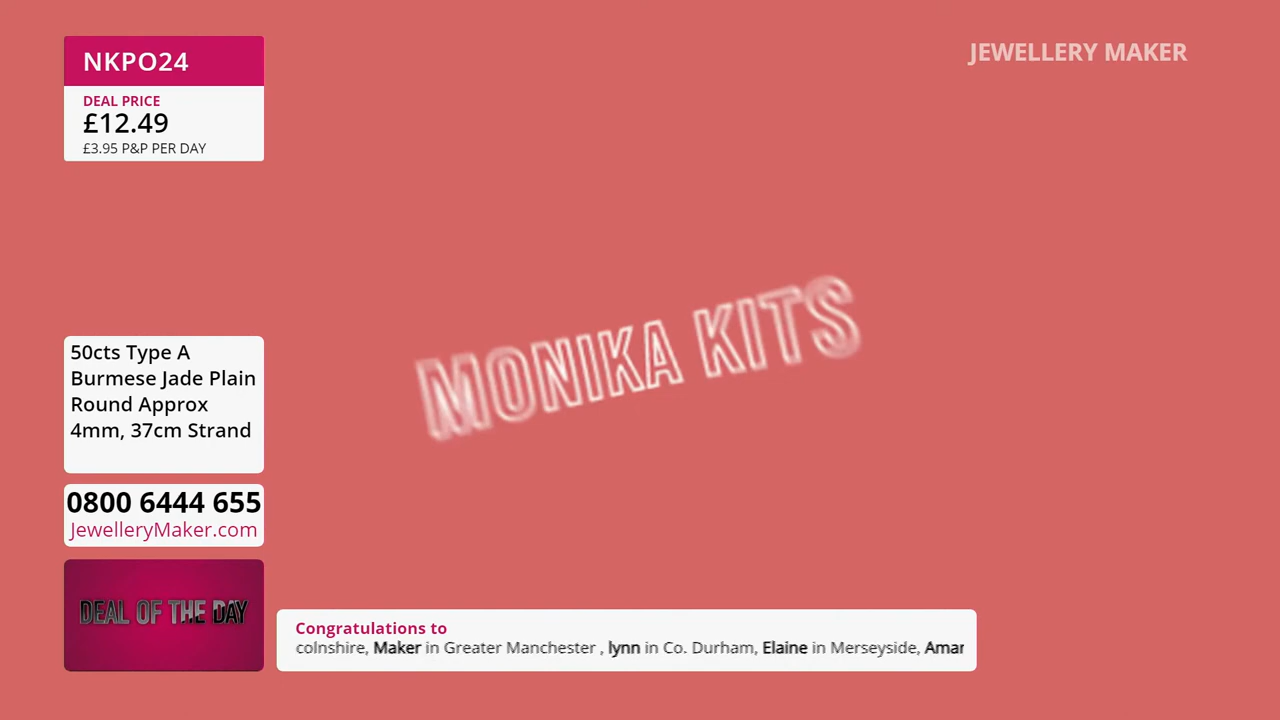 NKPO24
DEAL PRICE
£12.49
£3.95 P&P PER DAY
JEWELLERY MAKER
MONIKA KITS
50cts Type A
Burmese Jade Plain
Round Approx
4mm, 37cm Strand
0800 6444 655
JewelleryMaker.com
DEAL OF THE DAY
Congratulations to
colnshire, Maker in Greater Manchester , lynn in Co. Durham, Elaine in Merseyside, Amar